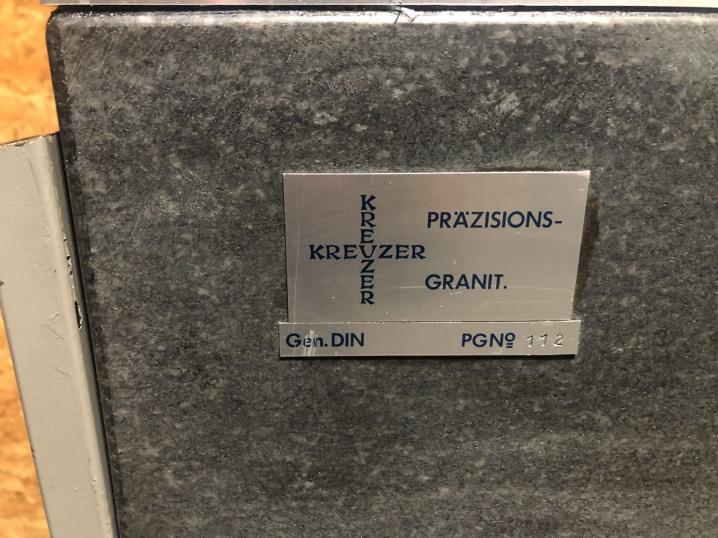 KREUZER
KREUZER
PRÄZISIONS-
GRANIT.
Gen. DIN PGNº 112